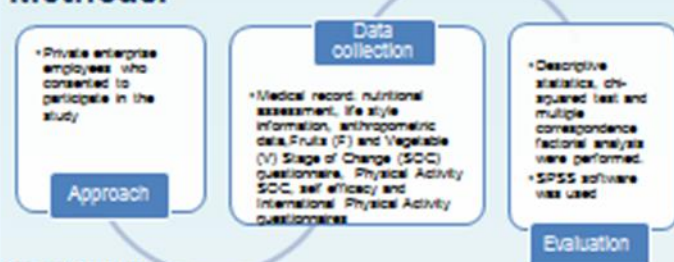 Methods:
•Private enterprise
employees who
consented to
participate in the
study
Approach
Data
collection
•Medical record: nutritional
assessment, life style
information, anthropometric
data,Fruits (F) and Vegetable
(V) Stage of Change (SOC)
questionnaire, Physical Activity
SOC, self efficacy and
International Physical Activity
questionnaires
•Descriptive
statistics, chi-
squared test and
multiple
correspondence
factorial analysis
were performed.
•SPSS software
was used
Evaluation